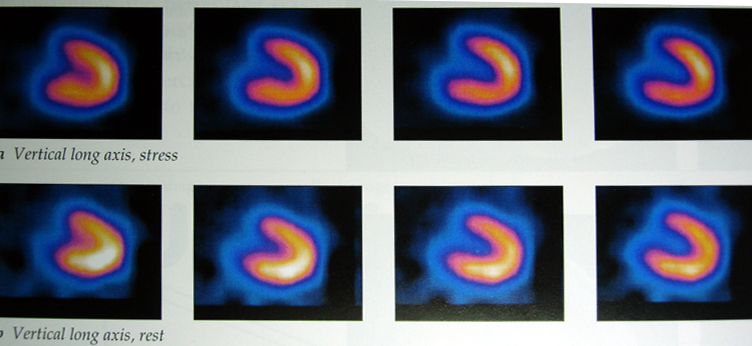 a Vertical long axis, stress
b Vertical long axis, rest